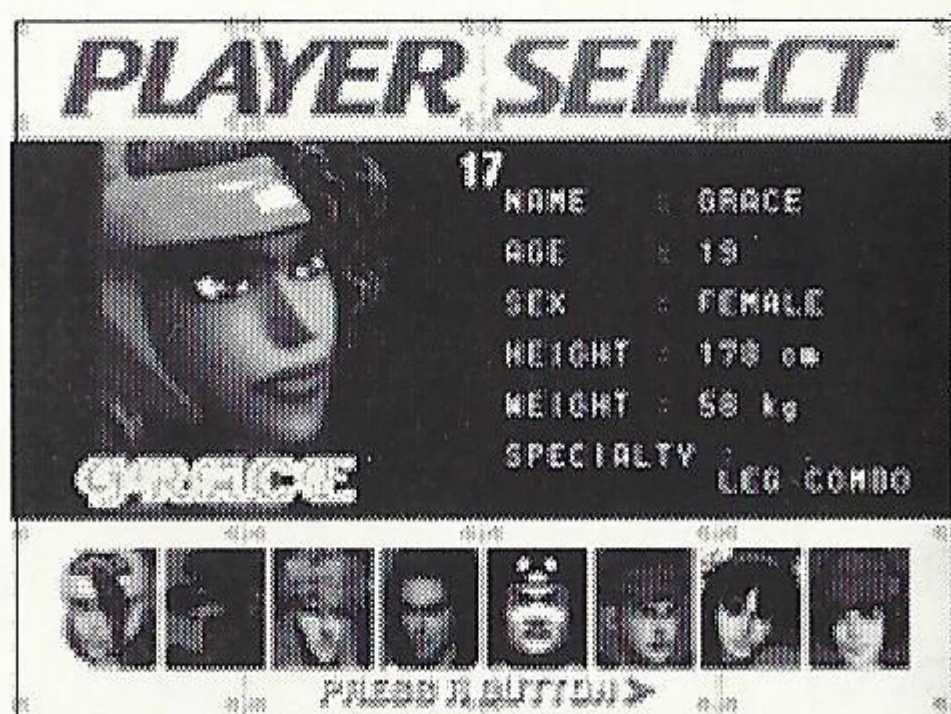 PLAYER SELECT
17
NAME : GRACE
AGE : 19
SEX : FEMALE
HEIGHT : 178 cm
WEIGHT : 58 kg
SPECIALTY :
LEG COMBO
GRACE
PRESS A BUTTON